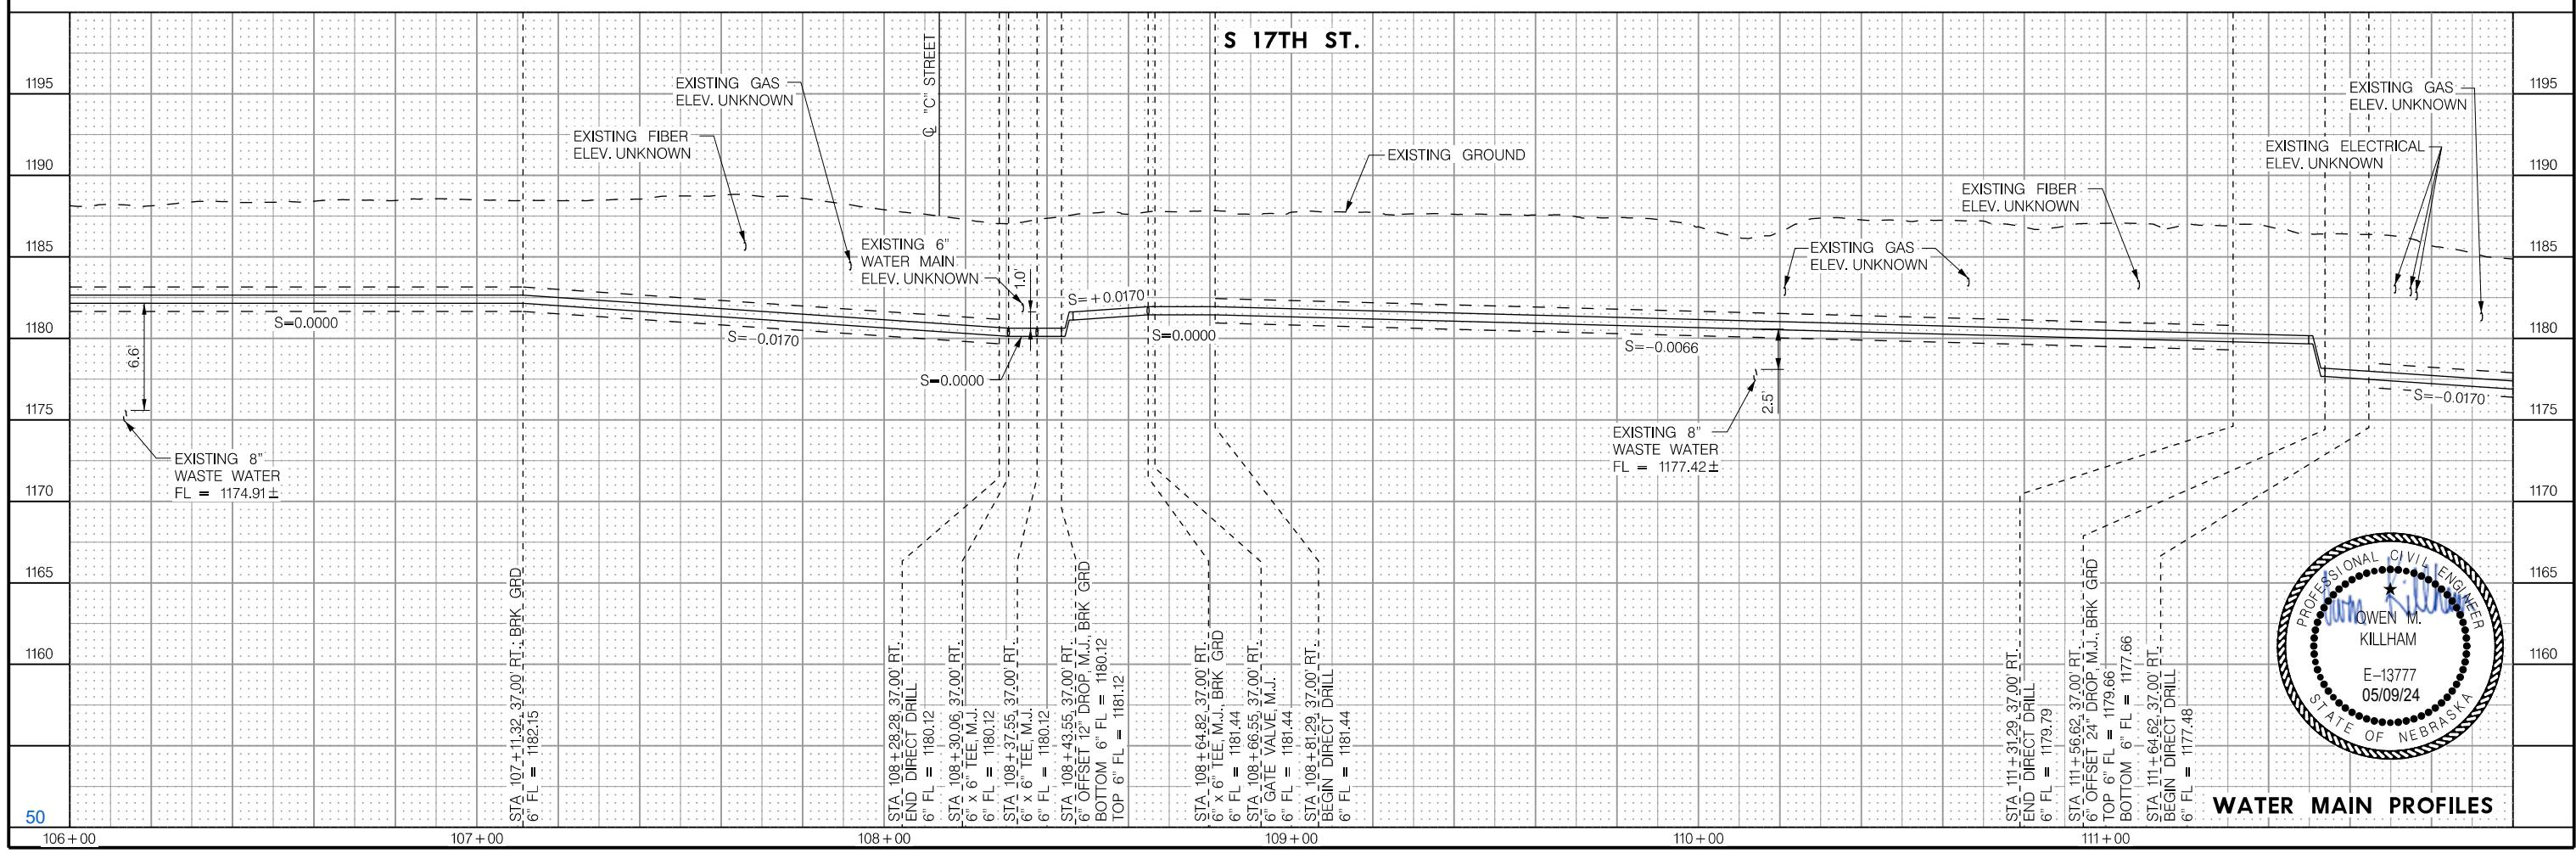 S 17TH ST.
1195
1190
1185
1180
1175
1170
1165
1160
50
1195
1190
1185
1180
1175
1170
1165
1160
EXISTING GAS
ELEV. UNKNOWN
EXISTING FIBER
ELEV. UNKNOWN
℄ "C" STREET
EXISTING 6"
WATER MAIN
ELEV. UNKNOWN
1.0'
EXISTING GROUND
EXISTING GAS
ELEV. UNKNOWN
EXISTING FIBER
ELEV. UNKNOWN
EXISTING ELECTRICAL
ELEV. UNKNOWN
EXISTING GAS
ELEV. UNKNOWN
6.6'
S=0.0000
S=-0.0170
S=0.0000
S=+0.0170
S=0.0000
S=-0.0066
2.5'
S=-0.0170
EXISTING 8"
WASTE WATER
FL = 1174.91±
EXISTING 8"
WASTE WATER
FL = 1177.42±
STA 107+11.32, 37.00' RT.: BRK GRD
6" FL = 1182.15
STA 108+28.28, 37.00' RT.
END DIRECT DRILL
6" FL = 1180.12
STA 108+30.06, 37.00' RT.
6" x 6" TEE, M.J.
6" FL = 1180.12
STA 108+37.55, 37.00' RT.
6" x 6" TEE, M.J.
6" FL = 1180.12
STA 108+43.55, 37.00' RT.
6" OFFSET 12" DROP, M.J., BRK GRD
BOTTOM 6" FL = 1180.12
TOP 6" FL = 1181.12
STA 108+64.82, 37.00' RT.
6" x 6" TEE, M.J., BRK GRD
6" FL = 1181.44
STA 108+66.55, 37.00' RT.
6" GATE VALVE, M.J.
6" FL = 1181.44
STA 108+81.29, 37.00' RT.
BEGIN DIRECT DRILL
6" FL = 1181.44
STA 111+31.29, 37.00' RT.
END DIRECT DRILL
6" FL = 1179.79
STA 111+56.62, 37.00' RT.
6" OFFSET 24" DROP, M.J., BRK GRD
TOP 6" FL = 1179.66
BOTTOM 6" FL = 1177.66
STA 111+64.62, 37.00' RT.
BEGIN DIRECT DRILL
6" FL = 1177.48
PROFESSIONAL CIVIL ENGINEER
Owen Killham
OWEN M.
KILLHAM
E-13777
05/09/24
STATE OF NEBRASKA
WATER MAIN PROFILES
106+00
107+00
108+00
109+00
110+00
111+00